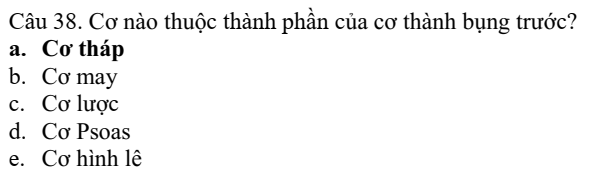 Câu 38. Cơ nào thuộc thành phần của cơ thành bụng trước?
a. Cơ tháp
b. Cơ may
c. Cơ lược
d. Cơ Psoas
e. Cơ hình lê